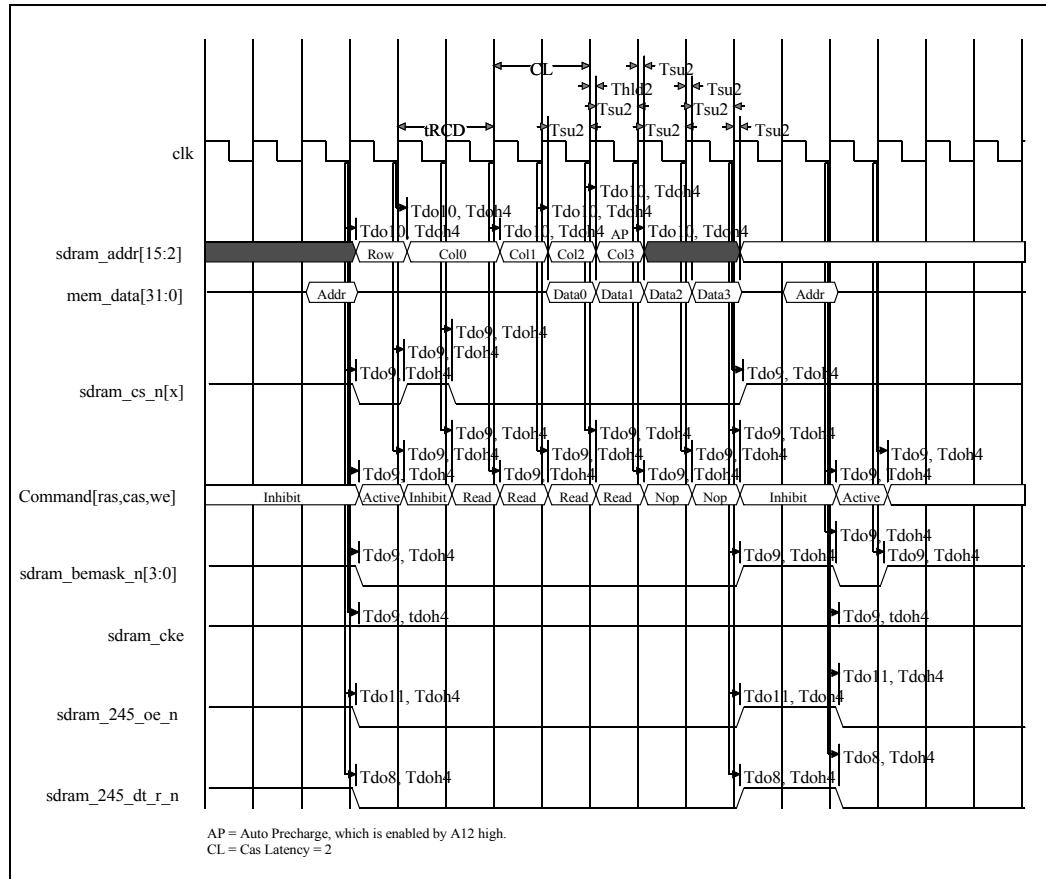 CL
Tsu2
Thld2
Tsu2
Tsu2
Tsu2
tRCD
Tsu2
Tsu2
Tsu2
clk
Tdo10, Tdoh4
Tdo10, Tdoh4
Tdo10, Tdoh4
Tdo10, Tdoh4
Tdo10, Tdoh4
AP
Tdo10, Tdoh4
sdram_addr[15:2]
Row
Col0
Col1
Col2
Col3
mem_data[31:0]
Addr
Data0
Data1
Data2
Data3
Addr
Tdo9, Tdoh4
Tdo9, Tdoh4
Tdo9, Tdoh4
Tdo9, Tdoh4
sdram_cs_n[x]
Tdo9, Tdoh4
Tdo9, Tdoh4
Tdo9, Tdoh4
Tdo9, Tdoh4
Tdo9, Tdoh4
Tdo9, Tdoh4
Tdo9, Tdoh4
Tdo9, Tdoh4
Tdo9, Tdoh4
Tdo9, Tdoh4
Tdo9, Tdoh4
Tdo9, Tdoh4
Command[ras,cas,we]
Inhibit
Active
Inhibit
Read
Read
Read
Read
Nop
Nop
Inhibit
Active
Tdo9, Tdoh4
Tdo9, Tdoh4
Tdo9, Tdoh4
Tdo9, Tdoh4
sdram_bemask_n[3:0]
Tdo9, tdoh4
Tdo9, tdoh4
sdram_cke
Tdo11, Tdoh4
Tdo11, Tdoh4
Tdo11, Tdoh4
sdram_245_oe_n
Tdo8, Tdoh4
Tdo8, Tdoh4
Tdo8, Tdoh4
sdram_245_dt_r_n
AP = Auto Precharge, which is enabled by A12 high.
CL = Cas Latency = 2